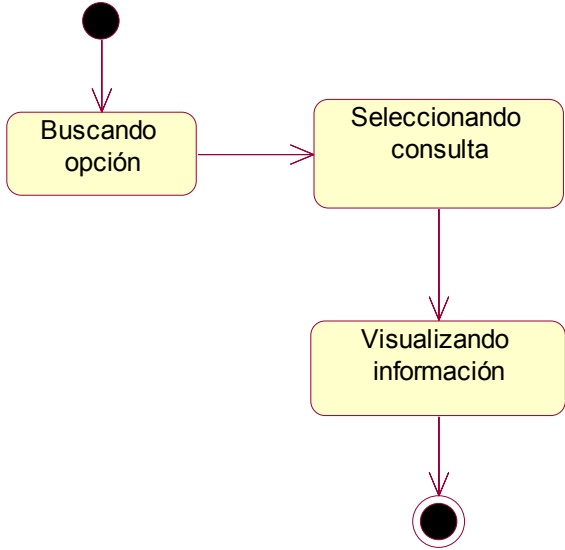 Buscando
opción
Seleccionando
consulta
Visualizando
información